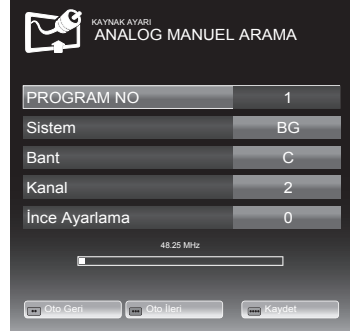 KAYNAK AYARI
ANALOG MANUEL ARAMA
PROGRAM NO 1
Sistem BG
Bant C
Kanal 2
İnce Ayarlama 0
48.25 MHz
Oto Geri Oto İleri Kaydet